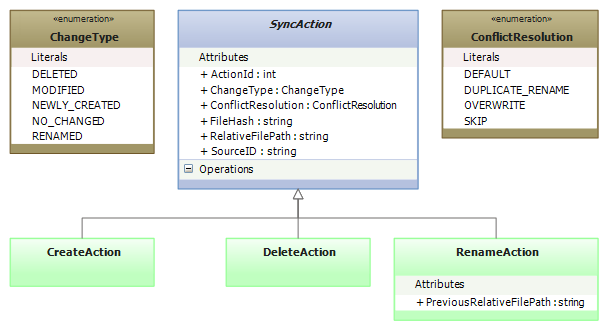 «enumeration»
ChangeType
Literals
DELETED
MODIFIED
NEWLY_CREATED
NO_CHANGED
RENAMED
SyncAction
Attributes
+ ActionId : int
+ ChangeType : ChangeType
+ ConflictResolution : ConflictResolution
+ FileHash : string
+ RelativeFilePath : string
+ SourceID : string
Operations
«enumeration»
ConflictResolution
Literals
DEFAULT
DUPLICATE_RENAME
OVERWRITE
SKIP
CreateAction
DeleteAction
RenameAction
Attributes
+ PreviousRelativeFilePath : string